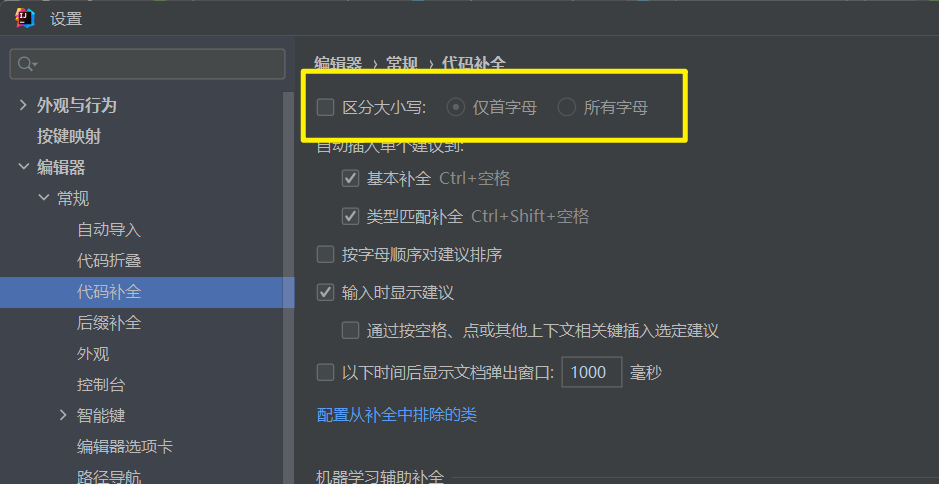 设置
外观与行为
按键映射
编辑器
常规
自动导入
代码折叠
代码补全
后缀补全
外观
控制台
智能键
编辑器选项卡
路径导航
编辑器 › 常规 › 代码补全
区分大小写: 仅首字母 所有字母
自动插入单个建议到:
基本补全 Ctrl+空格
类型匹配补全 Ctrl+Shift+空格
按字母顺序对建议排序
输入时显示建议
通过按空格、点或其他上下文相关键插入选定建议
以下时间后显示文档弹出窗口: 1000 毫秒
配置从补全中排除的类
机器学习辅助补全